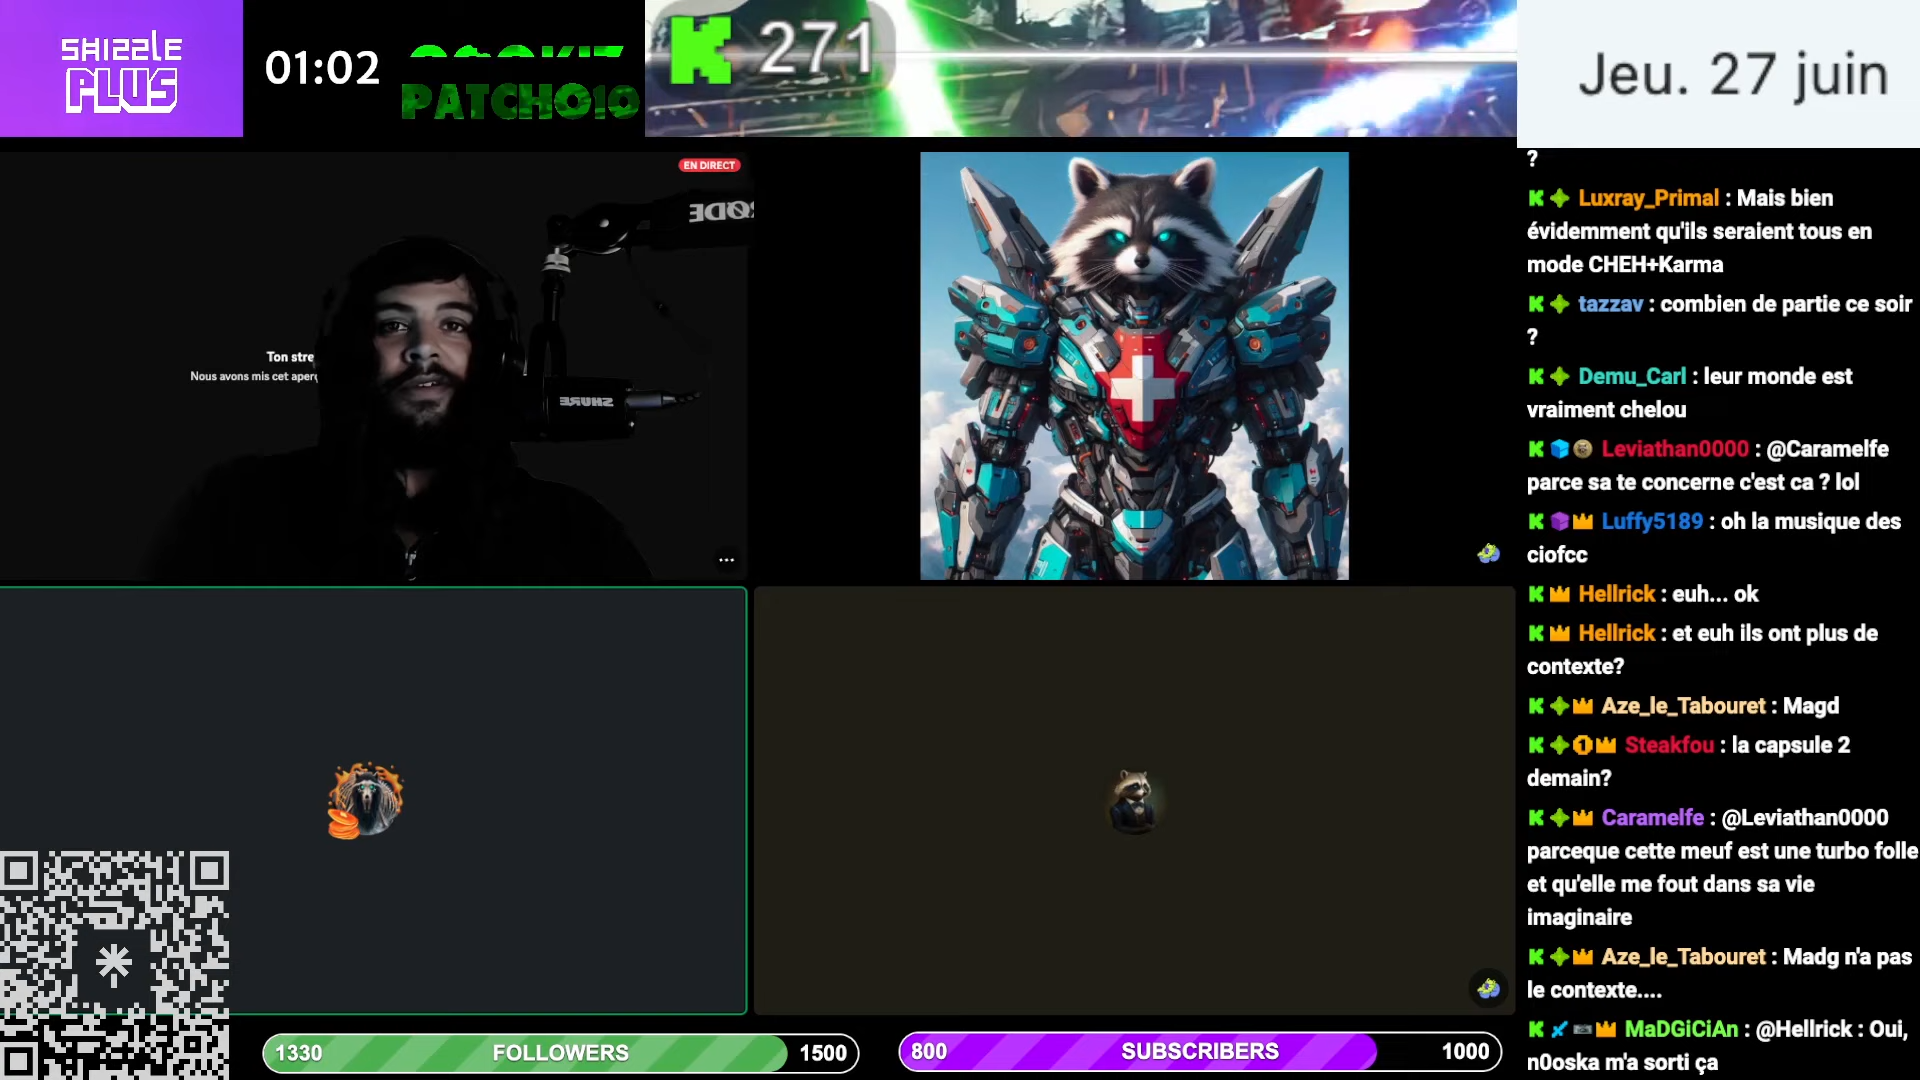 SHIZZLE
PLUS
01:02
PATCHO10
271
Jeu. 27 juin
EN DIRECT
RODE
Ton stre
Nous avons mis cet aper
SHURE
?
Luxray_Primal : Mais bien
évidemment qu'ils seraient tous en
mode CHEH+Karma
tazzav : combien de partie ce soir
?
Demu_Carl : leur monde est
vraiment chelou
Leviathan0000 : @Caramelfe
parce sa te concerne c'est ca ? lol
Luffy5189 : oh la musique des
ciofcc
Hellrick : euh... ok
Hellrick : et euh ils ont plus de
contexte?
Aze_le_Tabouret : Magd
1 Steakfou : la capsule 2
demain?
Caramelfe : @Leviathan0000
parceque cette meuf est une turbo folle
et qu'elle me fout dans sa vie
imaginaire
Aze_le_Tabouret : Madg n'a pas
le contexte....
MaDGiCiAn : @Hellrick : Oui,
n0oska m'a sorti ça
1330 FOLLOWERS 1500
800 SUBSCRIBERS 1000